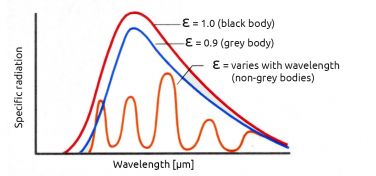 ε = 1.0 (black body)
ε = 0.9 (grey body)
ε = varies with wavelength
(non-grey bodies)
Specific radiation
Wavelength [µm]